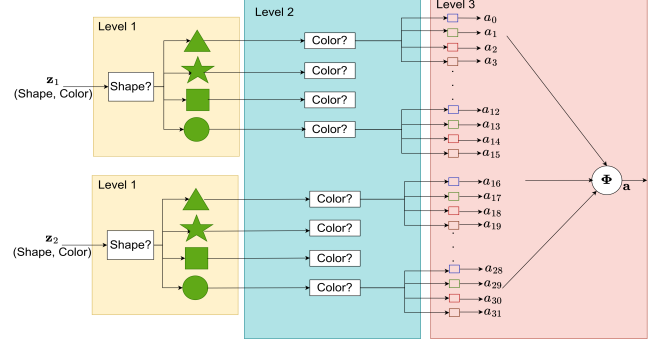 Level 1
Level 2
Level 3
z₁
(Shape, Color)
Shape?
Color?
Color?
Color?
Color?
a₀
a₁
a₂
a₃
a₁₂
a₁₃
a₁₄
a₁₅
Level 1
z₂
(Shape, Color)
Shape?
Color?
Color?
Color?
Color?
a₁₆
a₁₇
a₁₈
a₁₉
a₂₈
a₂₉
a₃₀
a₃₁
Φ
a